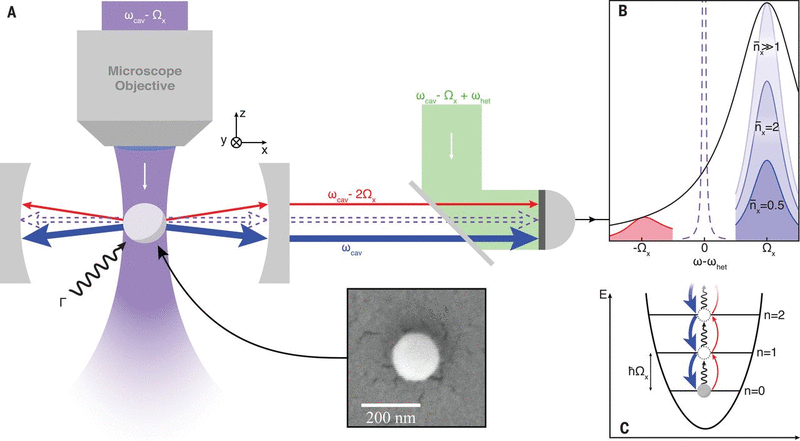 A
ω_cav - Ω_x
Microscope
Objective
z
y
x
ω_cav - Ω_x + ω_het
ω_cav - 2Ω_x
ω_cav
Γ
200 nm
B
n̄_x≫1
n̄_x=2
n̄_x=0.5
-Ω_x
0
Ω_x
ω-ω_het
E
n=2
n=1
ħΩ_x
n=0
C